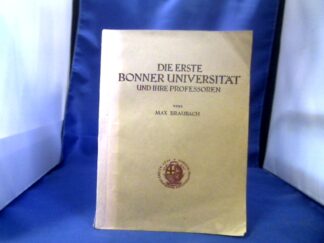 DIE ERSTE
BONNER UNIVERSITÄT
UND IHRE PROFESSOREN
VON
MAX BRAUBACH